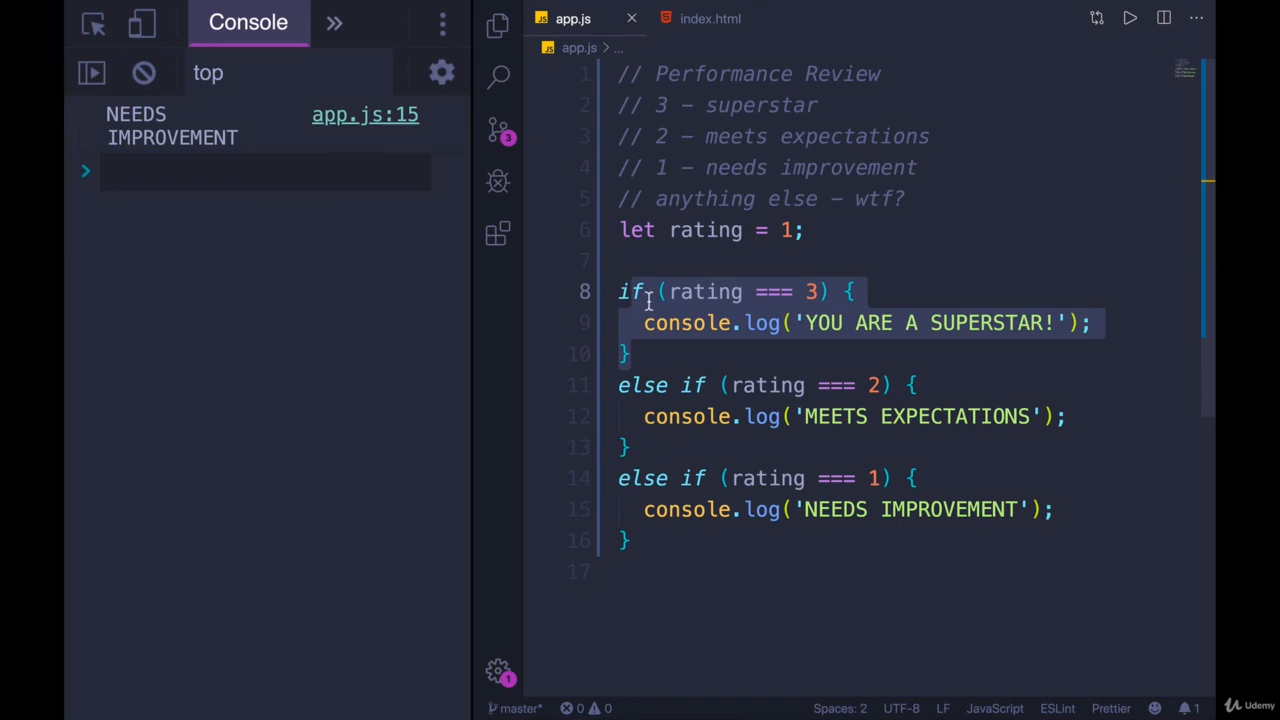 Console
top
NEEDS
IMPROVEMENT
app.js:15
>
3
1
app.js
index.html
app.js > ...
1 // Performance Review
2 // 3 – superstar
3 // 2 – meets expectations
4 // 1 – needs improvement
5 // anything else – wtf?
6 let rating = 1;
7
8 if (rating === 3) {
9 console.log('YOU ARE A SUPERSTAR!');
10 }
11 else if (rating === 2) {
12 console.log('MEETS EXPECTATIONS');
13 }
14 else if (rating === 1) {
15 console.log('NEEDS IMPROVEMENT');
16 }
17
master* 0 0 Spaces: 2 UTF-8 LF JavaScript ESLint Prettier 1
Udemy